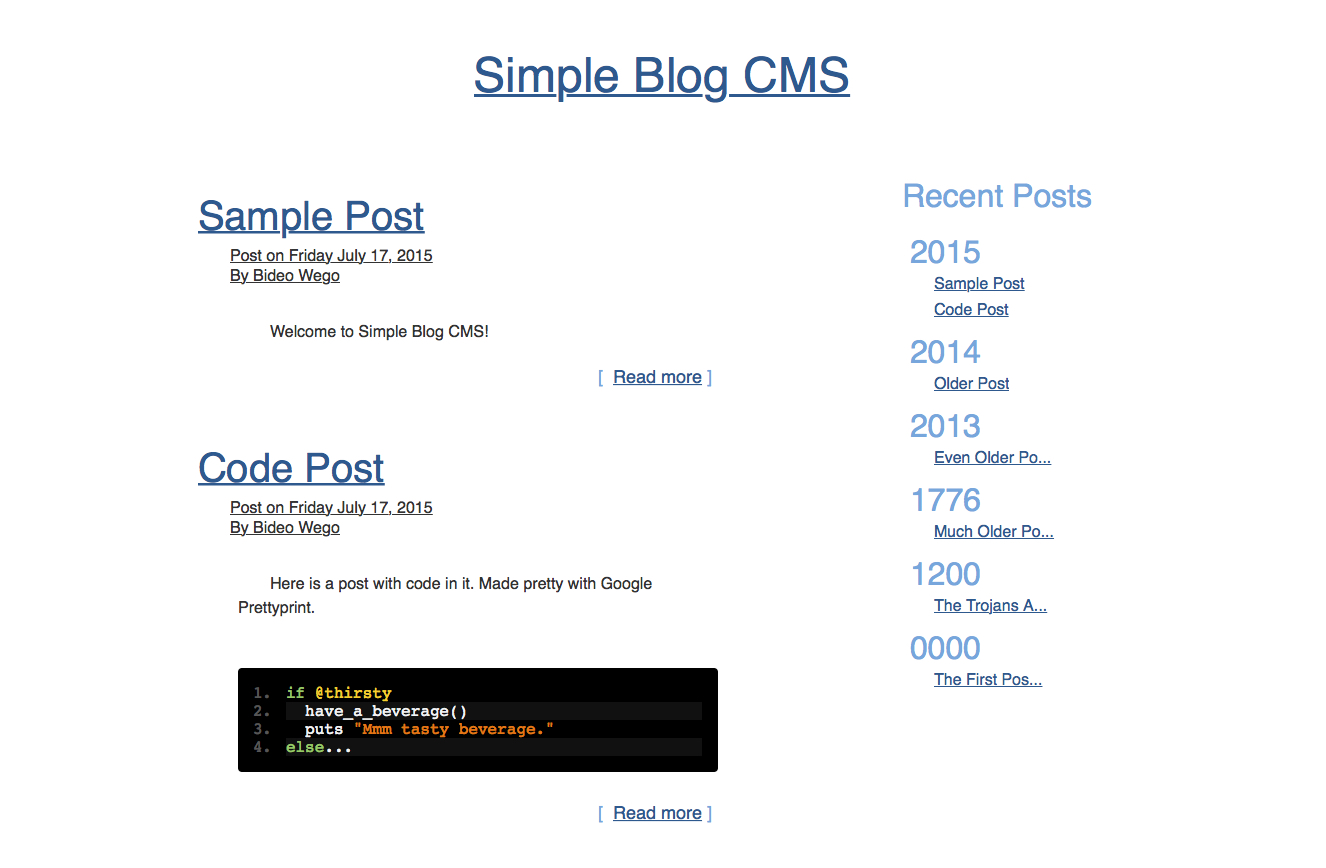 Simple Blog CMS
Sample Post
Post on Friday July 17, 2015
By Bideo Wego
Welcome to Simple Blog CMS!
[ Read more ]
Code Post
Post on Friday July 17, 2015
By Bideo Wego
Here is a post with code in it. Made pretty with Google
Prettyprint.
1. if @thirsty
2.   have_a_beverage()
3.   puts "Mmm tasty beverage."
4. else...
[ Read more ]
Recent Posts
2015
Sample Post
Code Post
2014
Older Post
2013
Even Older Po...
1776
Much Older Po...
1200
The Trojans A...
0000
The First Pos...